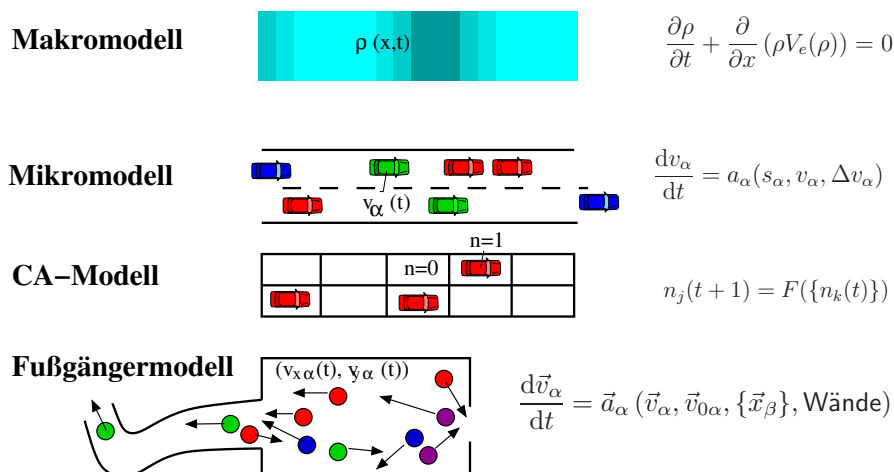 Makromodell
ρ (x,t)
∂ρ/∂t + ∂/∂x (ρV_e(ρ)) = 0
Mikromodell
v_α (t)
dv_α/dt = a_α(s_α, v_α, Δv_α)
CA–Modell
n=1
n=0
n_j(t + 1) = F({n_k(t)})
Fußgängermodell
(v_xα(t), v_yα (t))
d\vec{v}_α/dt = \vec{a}_α (\vec{v}_α, \vec{v}_0α, {\vec{x}_β}, Wände)